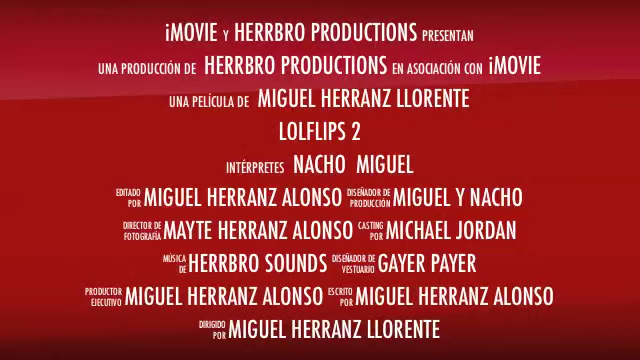 iMOVIE Y HERRBRO PRODUCTIONS PRESENTAN
UNA PRODUCCIÓN DE HERRBRO PRODUCTIONS EN ASOCIACIÓN CON iMOVIE
UNA PELÍCULA DE MIGUEL HERRANZ LLORENTE
LOLFLIPS 2
INTÉRPRETES NACHO MIGUEL
EDITADO POR MIGUEL HERRANZ ALONSO DISEÑADOR DE PRODUCCIÓN MIGUEL Y NACHO
DIRECTOR DE FOTOGRAFÍA MAYTE HERRANZ ALONSO CASTING POR MICHAEL JORDAN
MÚSICA DE HERRBRO SOUNDS DISEÑADOR DE VESTUARIO GAYER PAYER
PRODUCTOR EJECUTIVO MIGUEL HERRANZ ALONSO ESCRITO POR MIGUEL HERRANZ ALONSO
DIRIGIDO POR MIGUEL HERRANZ LLORENTE